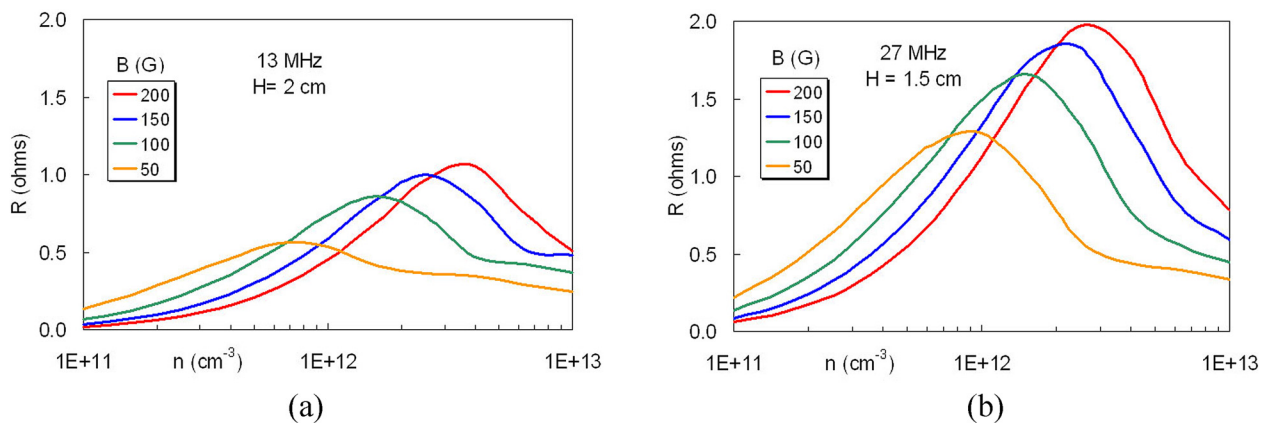 (a)
2.0
1.5
1.0
0.5
0.0
R (ohms)
B (G)
200
150
100
50
13 MHz
H= 2 cm
1E+11
n (cm-3)
1E+12
1E+13
(b)
2.0
1.5
1.0
0.5
0.0
R (ohms)
B (G)
200
150
100
50
27 MHz
H = 1.5 cm
1E+11
n (cm-3)
1E+12
1E+13
(a)
(b)